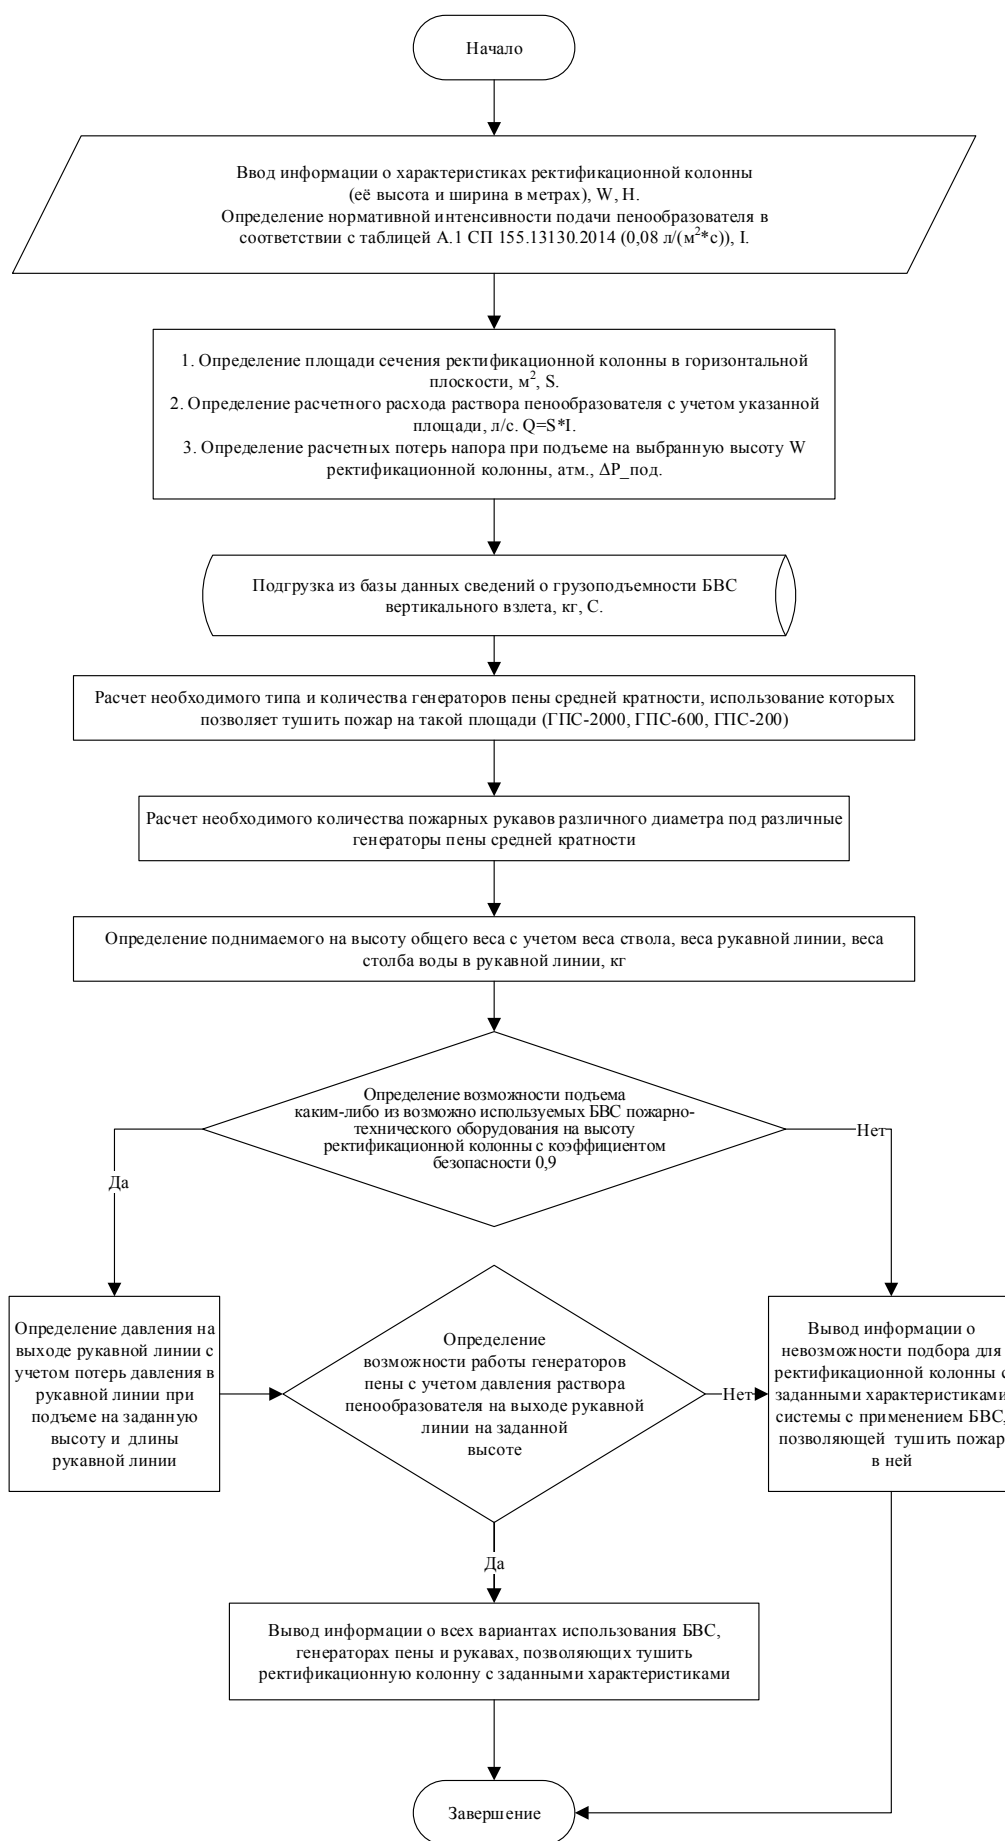 Начало
Ввод информации о характеристиках ректификационной колонны
(её высота и ширина в метрах), W, H.
Определение нормативной интенсивности подачи пенообразователя в
соответствии с таблицей А.1 СП 155.13130.2014 (0,08 л/(м²*с)), I.
1. Определение площади сечения ректификационной колонны в горизонтальной
плоскости, м², S.
2. Определение расчетного расхода раствора пенообразователя с учетом указанной
площади, л/с. Q=S*I.
3. Определение расчетных потерь напора при подъеме на выбранную высоту W
ректификационной колонны, атм., ΔP_под.
Подгрузка из базы данных сведений о грузоподъемности БВС
вертикального взлета, кг, С.
Расчет необходимого типа и количества генераторов пены средней кратности, использование которых
позволяет тушить пожар на такой площади (ГПС-2000, ГПС-600, ГПС-200)
Расчет необходимого количества пожарных рукавов различного диаметра под различные
генераторы пены средней кратности
Определение поднимаемого на высоту общего веса с учетом веса ствола, веса рукавной линии, веса
столба воды в рукавной линии, кг
Определение возможности подъема
каким-либо из возможно используемых БВС пожарно-
технического оборудования на высоту
ректификационной колонны с коэффициентом
безопасности 0,9
Да
Нет
Определение давления на
выходе рукавной линии с
учетом потерь давления в
рукавной линии при
подъеме на заданную
высоту и длины
рукавной линии
Определение
возможности работы генераторов
пены с учетом давления раствора
пенообразователя на выходе рукавной
линии на заданной
высоте
Нет
Вывод информации о
невозможности подбора для
ректификационной колонны с
заданными характеристиками
системы с применением БВС,
позволяющей тушить пожар
в ней
Да
Вывод информации о всех вариантах использования БВС,
генераторах пены и рукавах, позволяющих тушить
ректификационную колонну с заданными характеристиками
Завершение